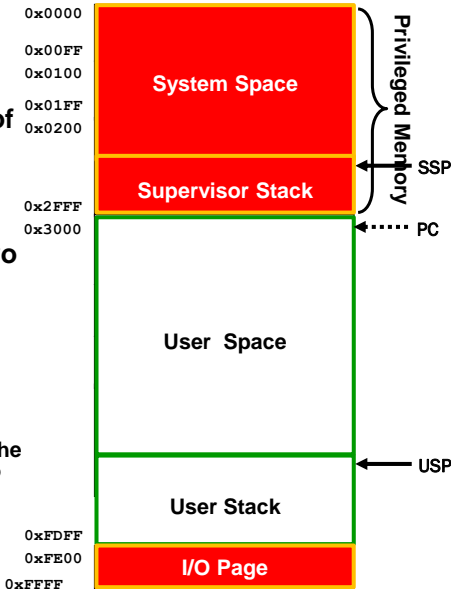 0x0000
0x00FF
0x0100
System Space
0x01FF
of
0x0200
Privileged Memory
SSP
Supervisor Stack
0x2FFF
0x3000
PC
User Space
USP
User Stack
0xFDFF
0xFE00
I/O Page
0xFFFF